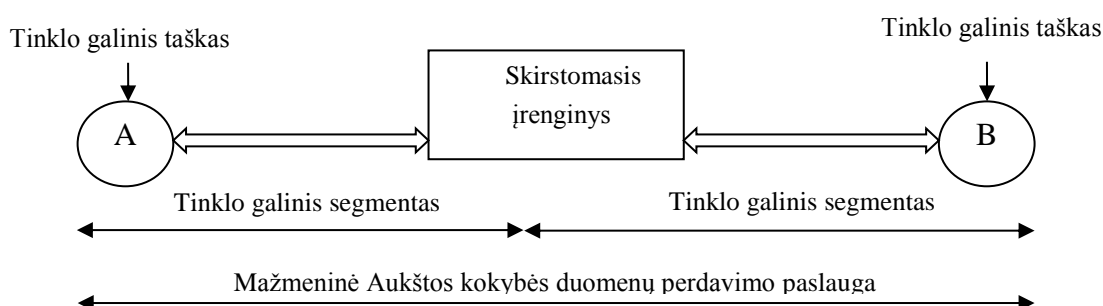 Tinklo galinis taškas
Tinklo galinis taškas
Skirstomasis
įrenginys
A
B
Tinklo galinis segmentas
Tinklo galinis segmentas
Mažmeninė Aukštos kokybės duomenų perdavimo paslauga